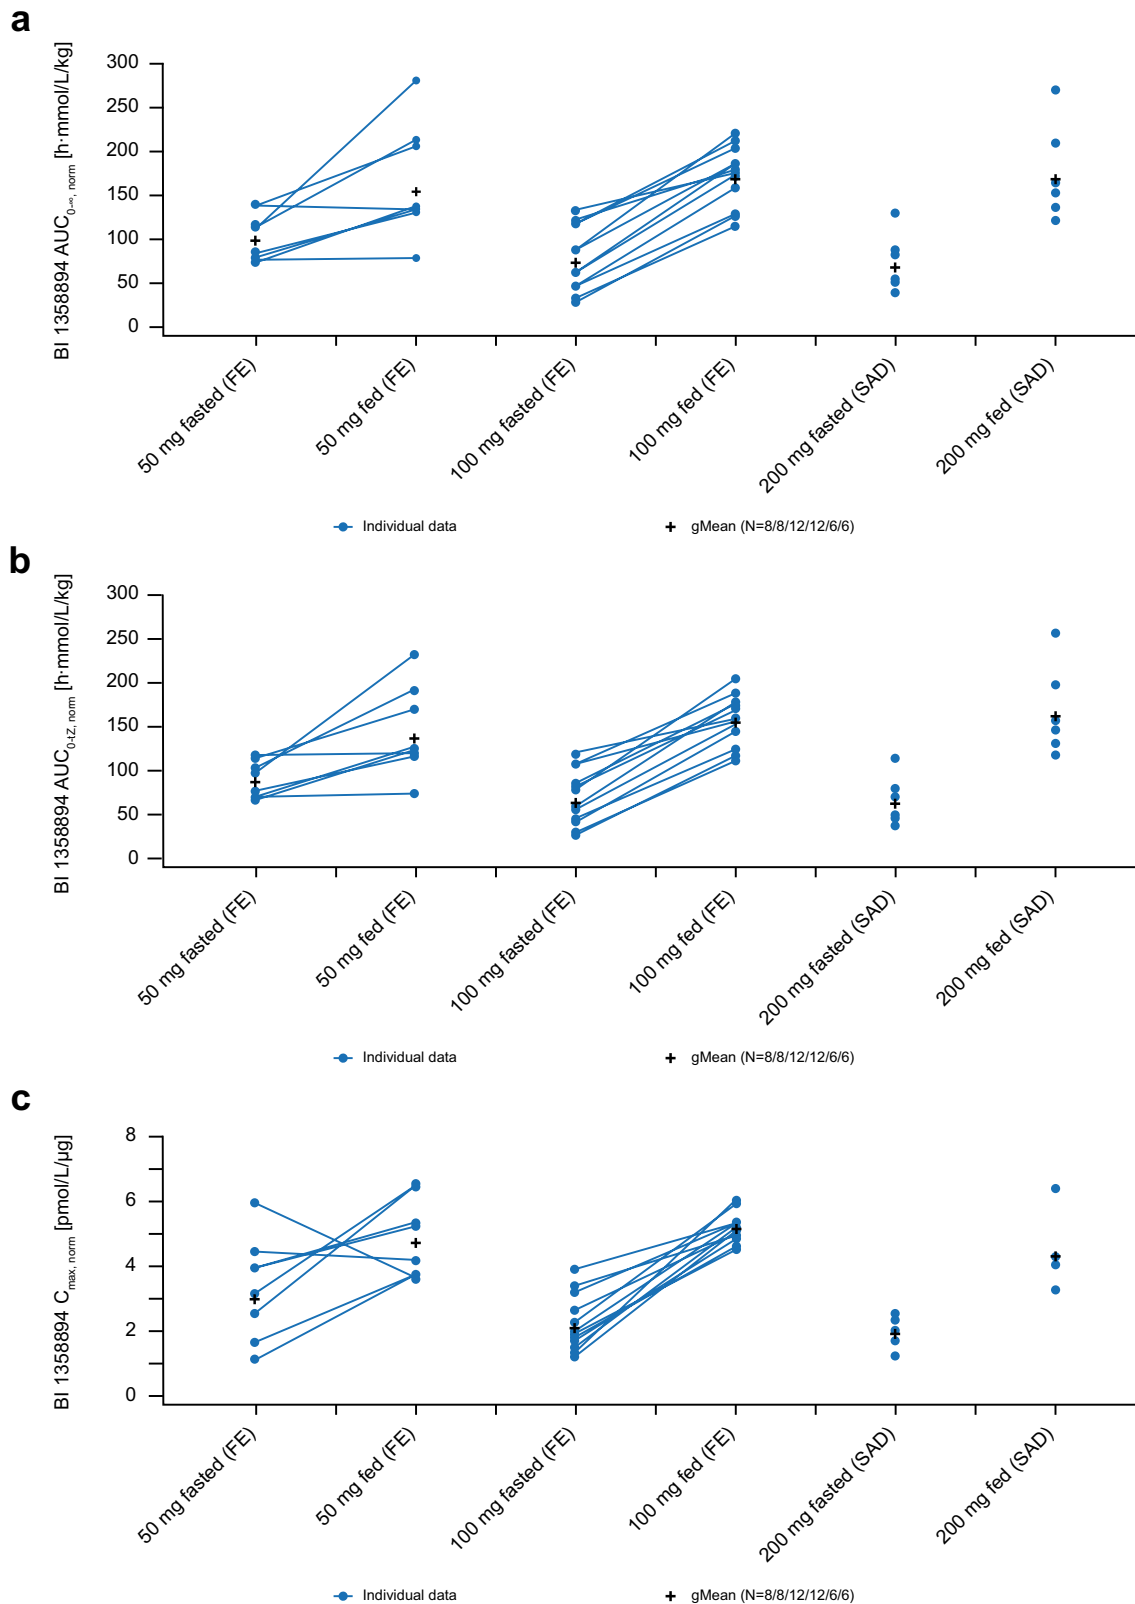 a
BI 1358894 AUC0-∞, norm [h·mmol/L/kg]
300
250
200
150
100
50
0
50 mg fasted (FE)
50 mg fed (FE)
100 mg fasted (FE)
100 mg fed (FE)
200 mg fasted (SAD)
200 mg fed (SAD)
Individual data
gMean (N=8/8/12/12/6/6)
b
BI 1358894 AUC0-tZ, norm [h·mmol/L/kg]
300
250
200
150
100
50
0
50 mg fasted (FE)
50 mg fed (FE)
100 mg fasted (FE)
100 mg fed (FE)
200 mg fasted (SAD)
200 mg fed (SAD)
Individual data
gMean (N=8/8/12/12/6/6)
c
BI 1358894 Cmax, norm [pmol/L/µg]
8
6
4
2
0
50 mg fasted (FE)
50 mg fed (FE)
100 mg fasted (FE)
100 mg fed (FE)
200 mg fasted (SAD)
200 mg fed (SAD)
Individual data
gMean (N=8/8/12/12/6/6)